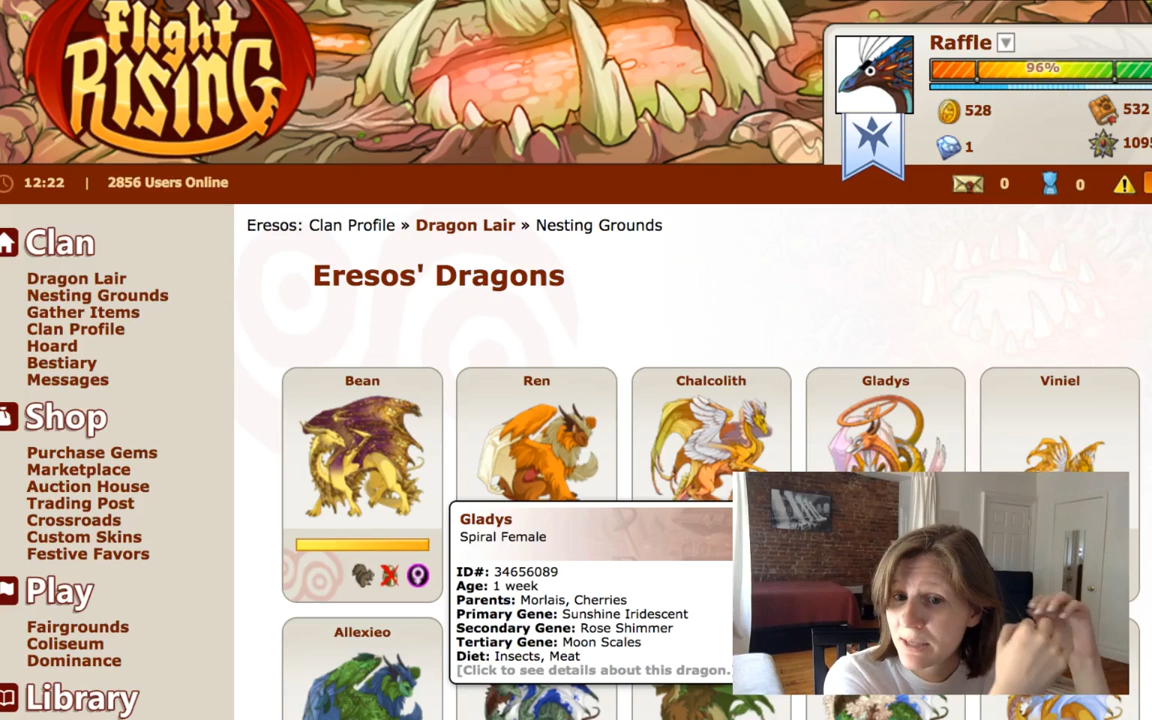 flight
RISING
Raffle
96%
528
532
1
1095
12:22 | 2856 Users Online
0
0
Clan
Dragon Lair
Nesting Grounds
Gather Items
Clan Profile
Hoard
Bestiary
Messages
Shop
Purchase Gems
Marketplace
Auction House
Trading Post
Crossroads
Custom Skins
Festive Favors
Play
Fairgrounds
Coliseum
Dominance
Library
Eresos: Clan Profile » Dragon Lair » Nesting Grounds
Eresos' Dragons
Bean
Ren
Chalcolith
Gladys
Viniel
Allexieo
Gladys
Spiral Female
ID#: 34656089
Age: 1 week
Parents: Morlais, Cherries
Primary Gene: Sunshine Iridescent
Secondary Gene: Rose Shimmer
Tertiary Gene: Moon Scales
Diet: Insects, Meat
[Click to see details about this dragon.